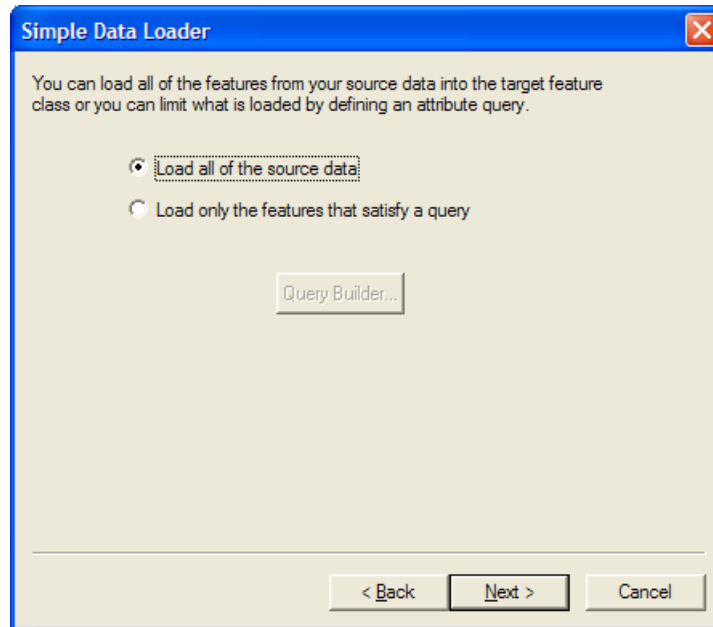 Simple Data Loader
You can load all of the features from your source data into the target feature
class or you can limit what is loaded by defining an attribute query.
Load all of the source data
Load only the features that satisfy a query
Query Builder...
< Back
Next >
Cancel